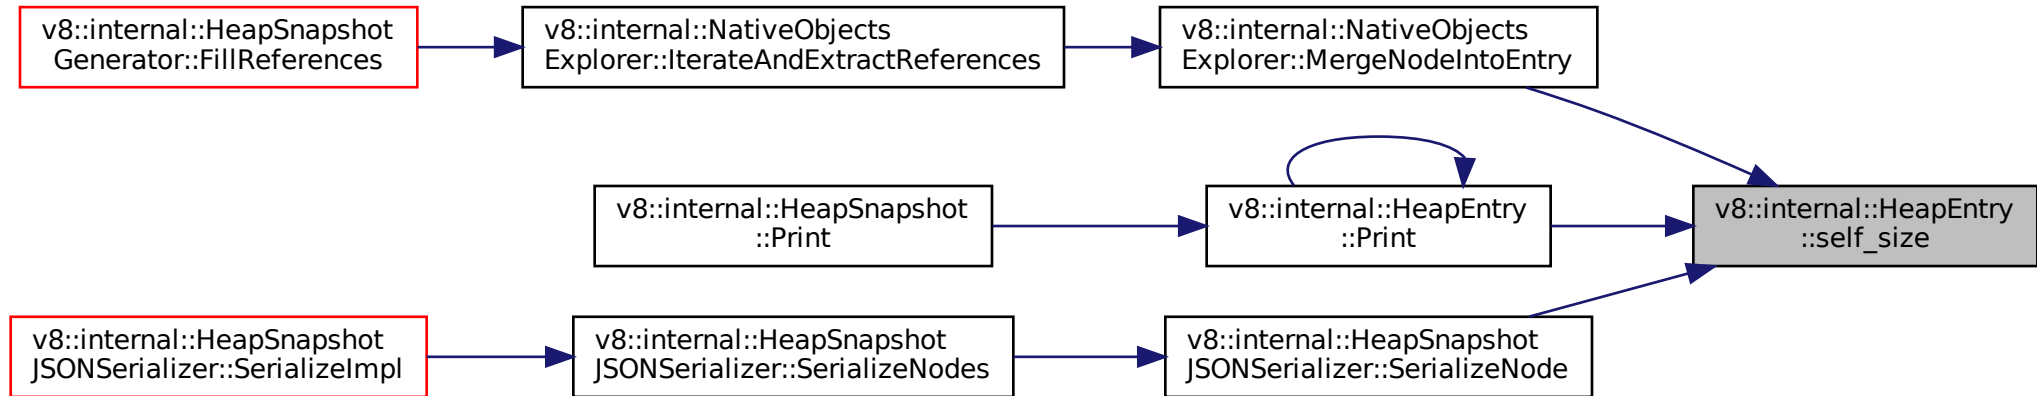 v8::internal::HeapSnapshot
Generator::FillReferences
v8::internal::NativeObjects
Explorer::IterateAndExtractReferences
v8::internal::NativeObjects
Explorer::MergeNodeIntoEntry
v8::internal::HeapSnapshot
::Print
v8::internal::HeapEntry
::Print
v8::internal::HeapEntry
::self_size
v8::internal::HeapSnapshot
JSONSerializer::SerializeImpl
v8::internal::HeapSnapshot
JSONSerializer::SerializeNodes
v8::internal::HeapSnapshot
JSONSerializer::SerializeNode